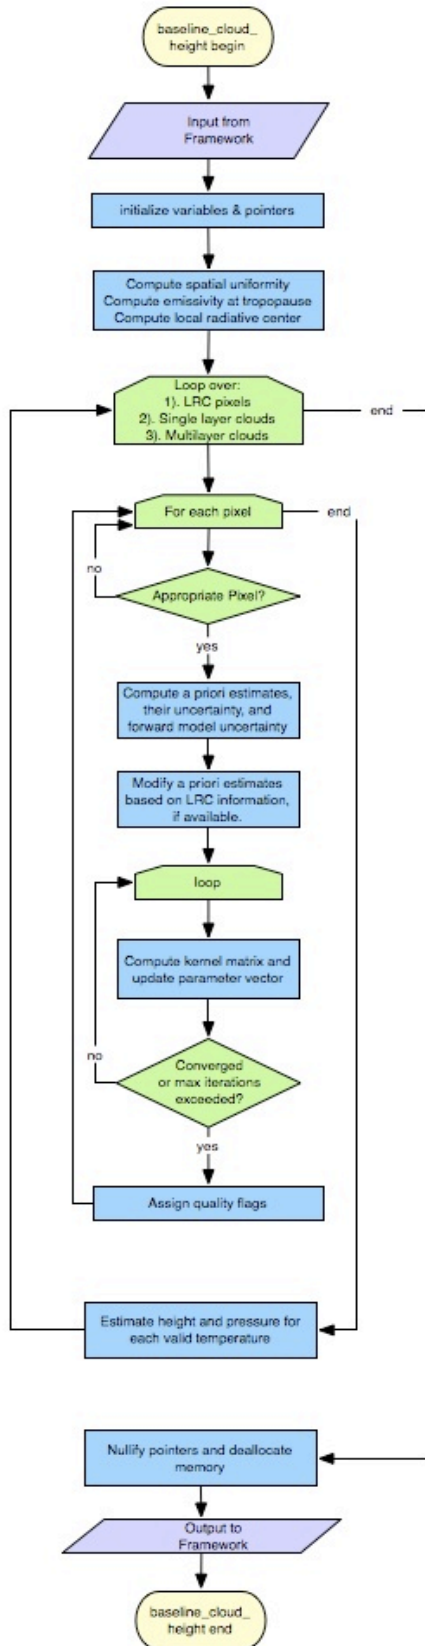 baseline_cloud_
height begin
Input from
Framework
initialize variables & pointers
Compute spatial uniformity
Compute emissivity at tropopause
Compute local radiative center
Loop over:
1). LRC pixels
2). Single layer clouds
3). Multilayer clouds
end
For each pixel
end
no
Appropriate Pixel?
yes
Compute a priori estimates,
their uncertainty, and
forward model uncertainty
Modify a priori estimates
based on LRC information,
if available.
loop
Compute kernel matrix and
update parameter vector
no
Converged
or max iterations
exceeded?
yes
Assign quality flags
Estimate height and pressure for
each valid temperature
Nullify pointers and deallocate
memory
Output to
Framework
baseline_cloud_
height end